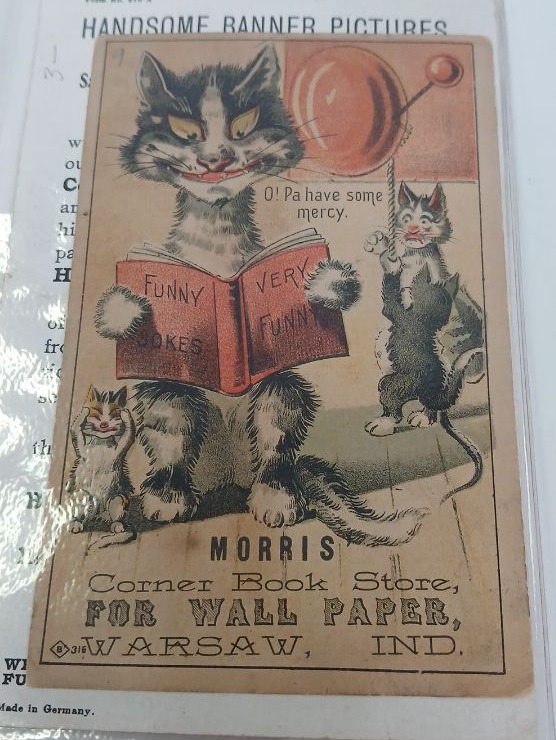 HANDSOME BANNER PICTURES
3-
O! Pa have some
mercy.
FUNNY
JOKES
VERY
FUNNY
MORRIS'
Corner Book Store,
FOR WALL PAPER,
WARSAW, IND.
B 316
Made in Germany.